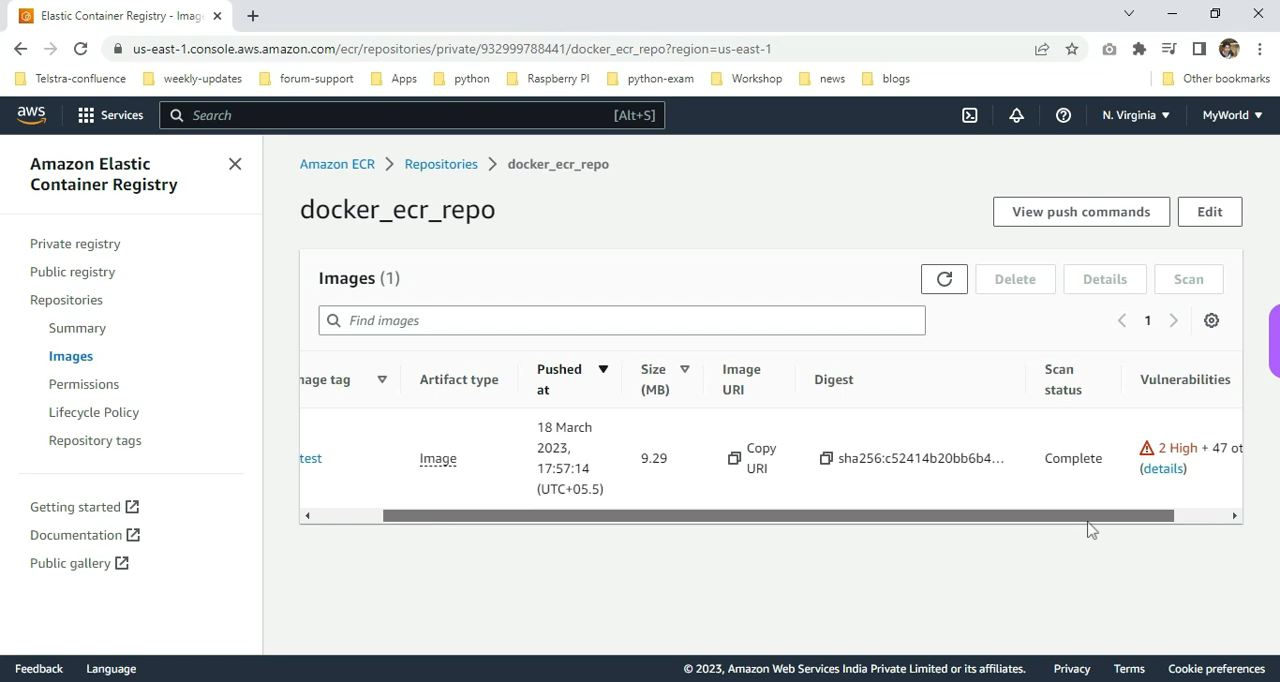 Elastic Container Registry - Imag
us-east-1.console.aws.amazon.com/ecr/repositories/private/932999788441/docker_ecr_repo?region=us-east-1
Telstra-confluence weekly-updates forum-support Apps python Raspberry PI python-exam Workshop news blogs Other bookmarks
aws Services Search [Alt+S] N. Virginia MyWorld
Amazon Elastic
Container Registry
Private registry
Public registry
Repositories
Summary
Images
Permissions
Lifecycle Policy
Repository tags
Getting started
Documentation
Public gallery
Amazon ECR Repositories docker_ecr_repo
docker_ecr_repo
View push commands Edit
Images (1)
Delete Details Scan
Find images
1
nage tag Artifact type Pushed at Size (MB) Image URI Digest Scan status Vulnerabilities
test Image 18 March 2023, 17:57:14 (UTC+05.5) 9.29 Copy URI sha256:c52414b20bb6b4... Complete 2 High + 47 ot
(details)
Feedback Language © 2023, Amazon Web Services India Private Limited or its affiliates. Privacy Terms Cookie preferences